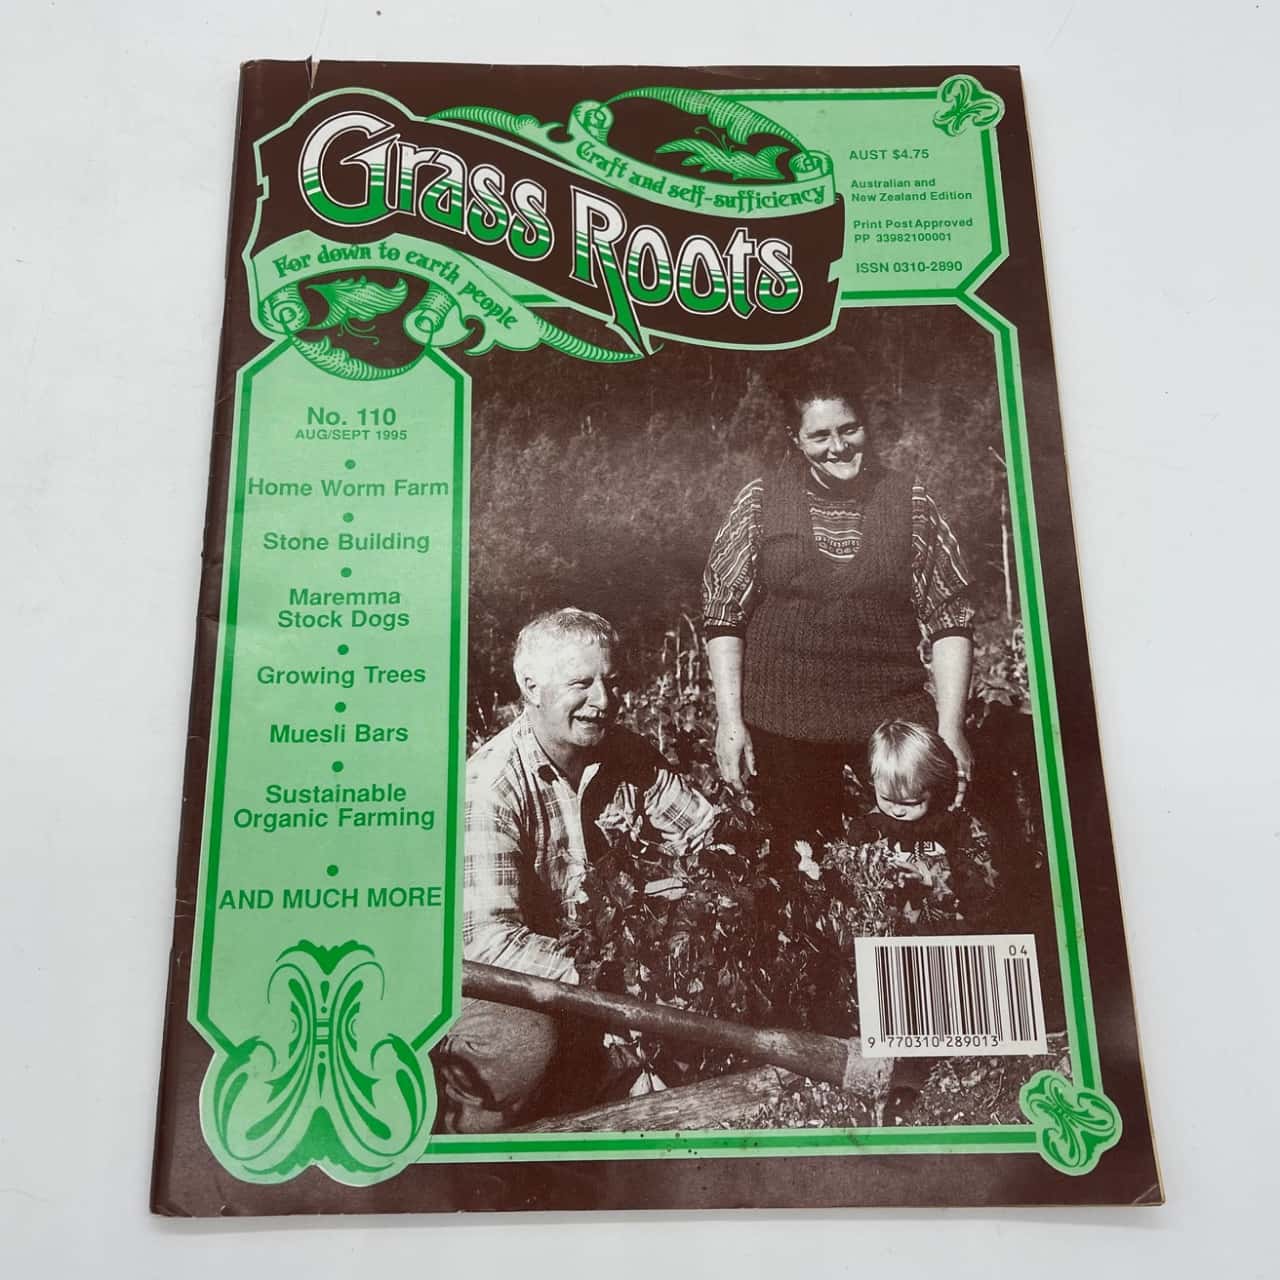 Craft and self-sufficiency
Grass Roots
For down to earth people
AUST $4.75
Australian and
New Zealand Edition
Print Post Approved
PP 33982100001
ISSN 0310-2890
No. 110
AUG/SEPT 1995
Home Worm Farm
Stone Building
Maremma
Stock Dogs
Growing Trees
Muesli Bars
Sustainable
Organic Farming
AND MUCH MORE
04
9 770310 289013